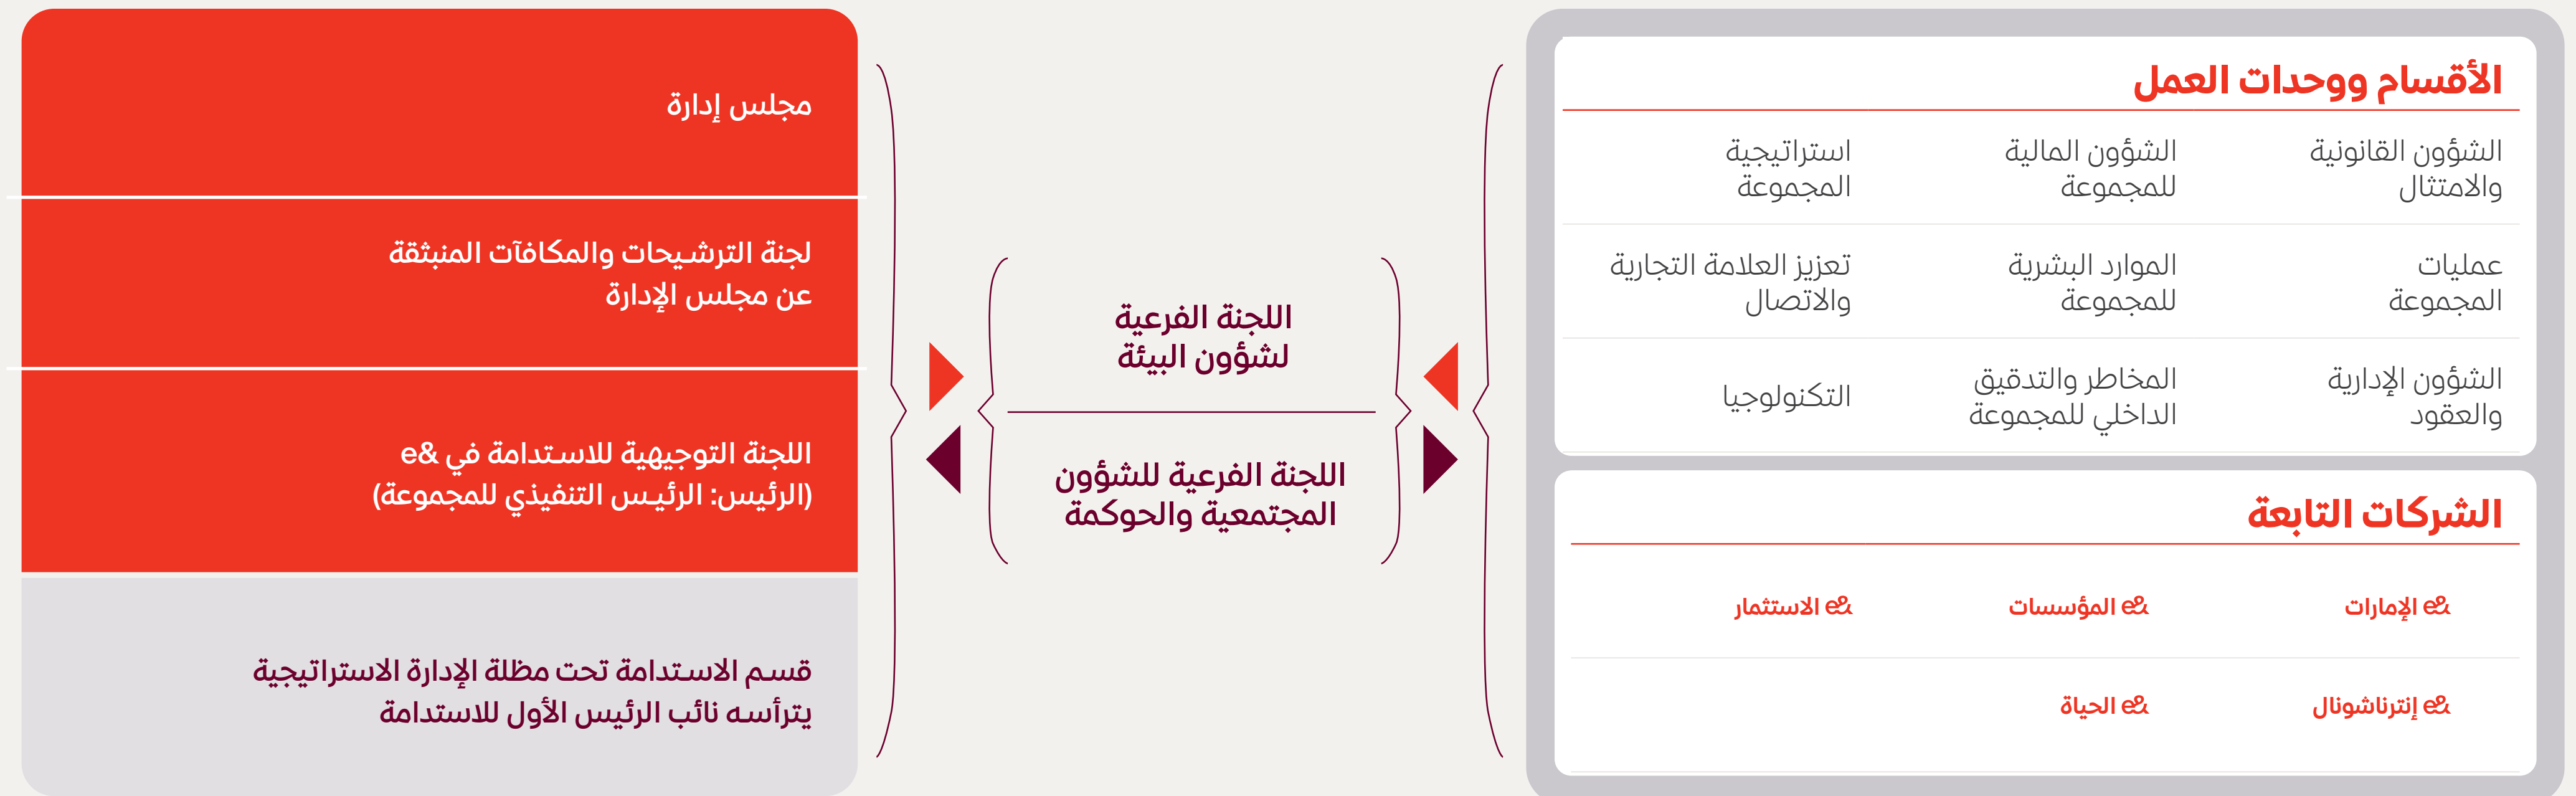 الأقسام ووحدات العمل
الشؤون القانونية
والامتثال
الشؤون المالية
للمجموعة
استراتيجية
المجموعة
عمليات
المجموعة
الموارد البشرية
للمجموعة
تعزيز العلامة التجارية
والاتصال
الشؤون الإدارية
والعقود
المخاطر والتدقيق
الداخلي للمجموعة
التكنولوجيا
الشركات التابعة
e& الإمارات
e& المؤسسات
e& الاستثمار
e& إنترناشونال
e& الحياة
اللجنة الفرعية
لشؤون البيئة
اللجنة الفرعية للشؤون
المجتمعية والحوكمة
مجلس إدارة
لجنة الترشيحات والمكافآت المنبثقة
عن مجلس الإدارة
اللجنة التوجيهية للاستدامة في &e
(الرئيس: الرئيس التنفيذي للمجموعة)
قسم الاستدامة تحت مظلة الإدارة الاستراتيجية
يترأسه نائب الرئيس الأول للاستدامة